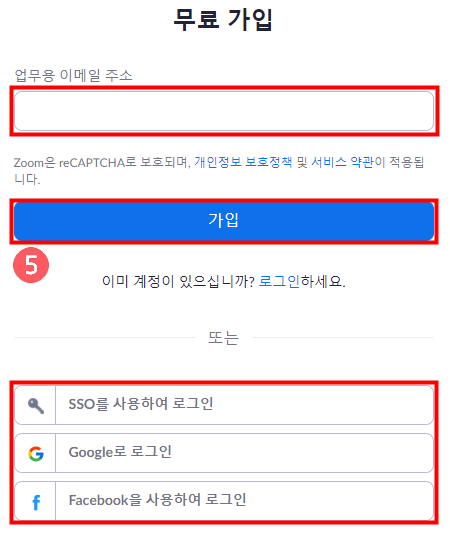 무료 가입
업무용 이메일 주소
Zoom은 reCAPTCHA로 보호되며, 개인정보 보호정책 및 서비스 약관이 적용됩
니다.
가입
5
이미 계정이 있으십니까? 로그인하세요.
또는
SSO를 사용하여 로그인
Google로 로그인
Facebook을 사용하여 로그인